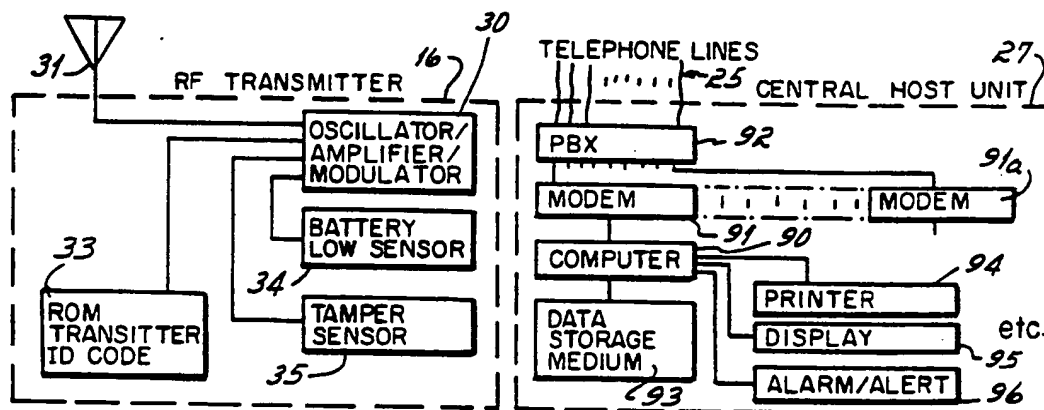 31
RF TRANSMITTER
16
30
OSCILLATOR/
AMPLIFIER/
MODULATOR
BATTERY
LOW SENSOR
34
33
ROM
TRANSITTER
ID CODE
TAMPER
SENSOR
35
TELEPHONE LINES
25
CENTRAL HOST UNIT
27
PBX
92
MODEM
91
MODEM
91a
COMPUTER
90
DATA
STORAGE
MEDIUM
93
PRINTER
94
DISPLAY
95
etc.
ALARM/ALERT
96